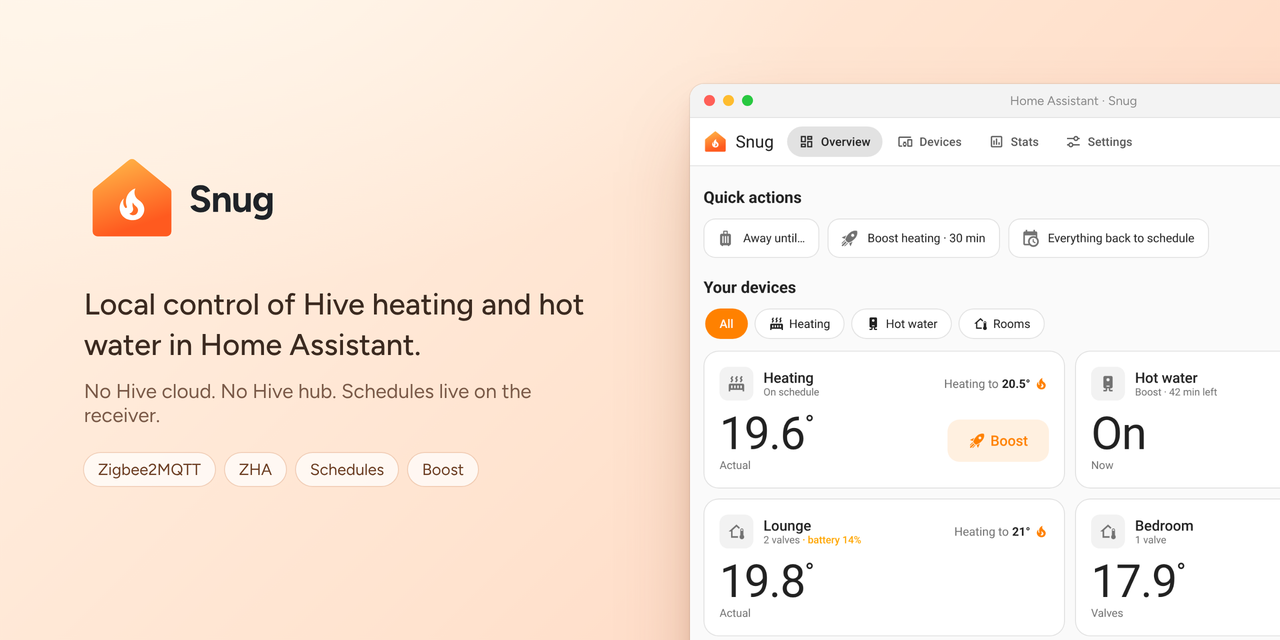 Snug
Local control of Hive heating and hot
water in Home Assistant.
No Hive cloud. No Hive hub. Schedules live on the
receiver.
Zigbee2MQTT ZHA Schedules Boost
Home Assistant · Snug
Snug Overview Devices Stats Settings
Quick actions
Away until… Boost heating · 30 min Everything back to schedule
Your devices
All Heating Hot water Rooms
Heating
On schedule
Heating to 20.5°
19.6°
Actual
Boost
Hot water
Boost · 42 min left
On
Now
Lounge
2 valves · battery 14%
Heating to 21°
19.8°
Actual
Bedroom
1 valve
17.9°
Valves